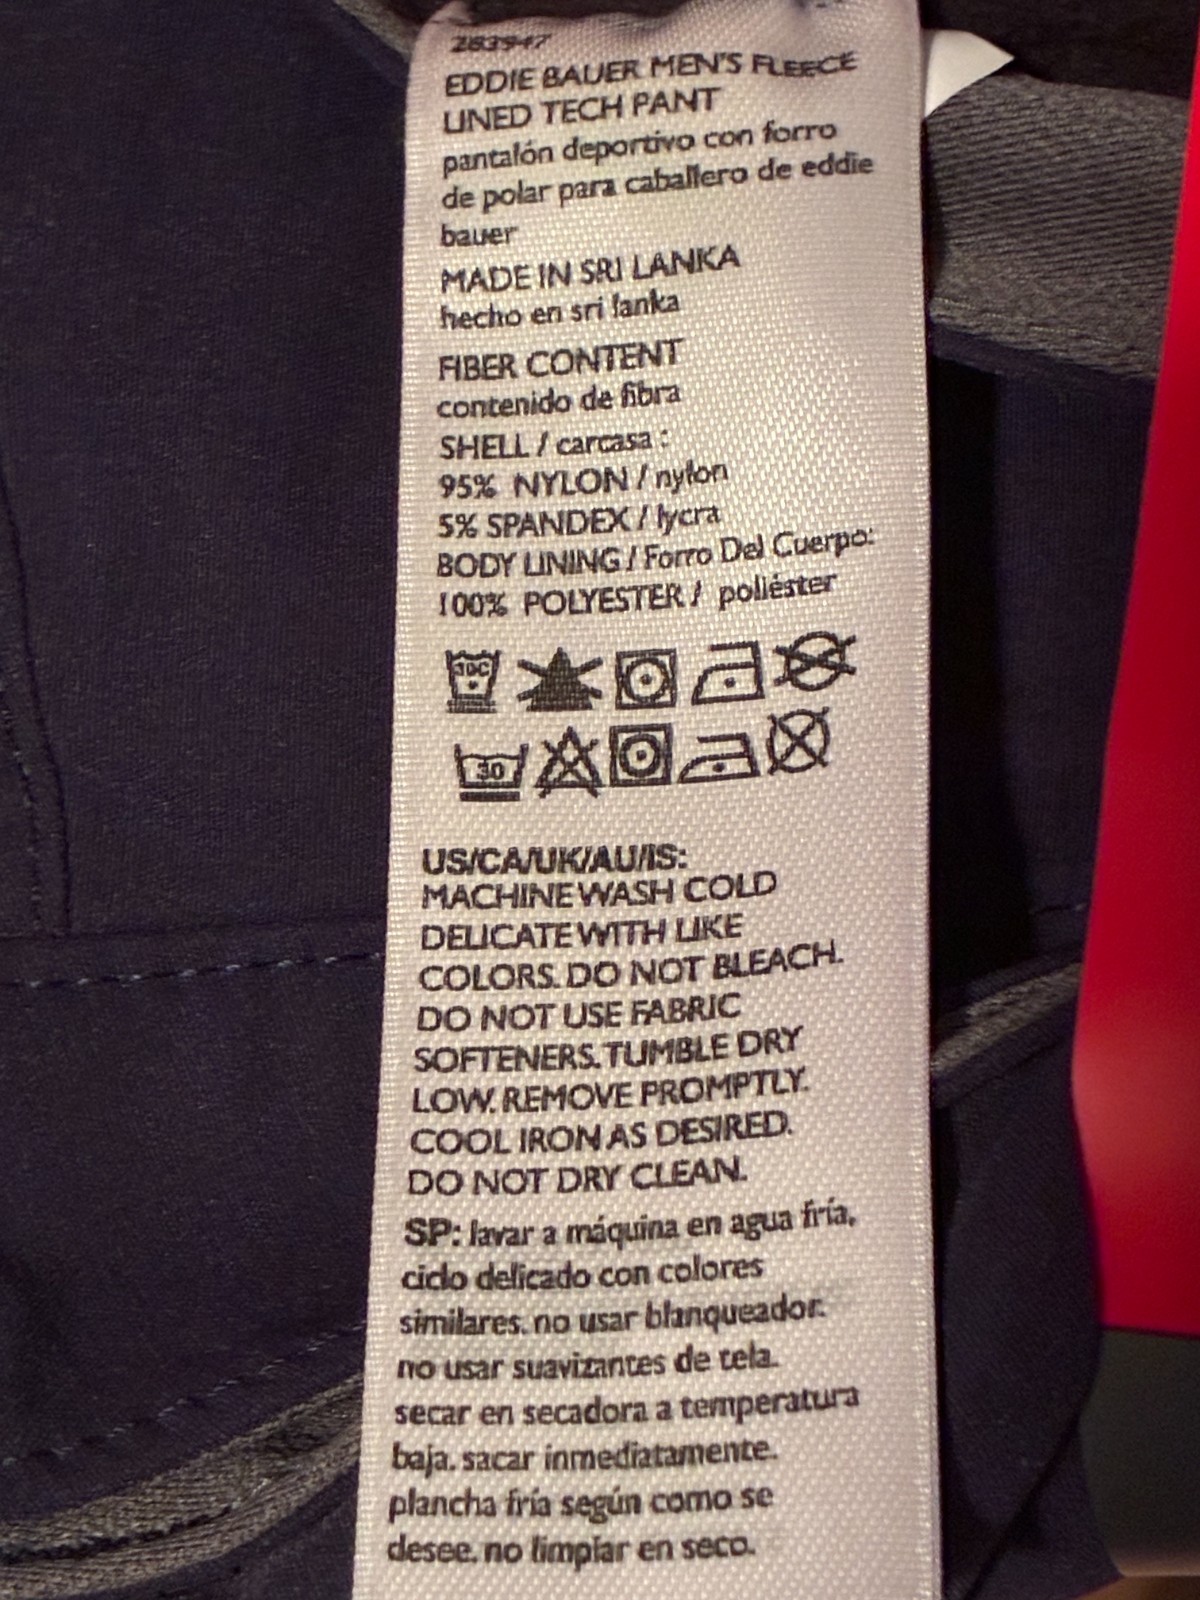 283947
EDDIE BAUER MEN'S FLEECE
LINED TECH PANT
pantalón deportivo con forro
de polar para caballero de eddie
bauer
MADE IN SRI LANKA
hecho en sri lanka
FIBER CONTENT
contenido de fibra
SHELL / carcasa :
95% NYLON / nylon
5% SPANDEX / lycra
BODY LINING / Forro Del Cuerpo:
100% POLYESTER / poliéster
30C
30
US/CA/UK/AU/IS:
MACHINE WASH COLD
DELICATE WITH LIKE
COLORS. DO NOT BLEACH.
DO NOT USE FABRIC
SOFTENERS. TUMBLE DRY
LOW. REMOVE PROMPTLY.
COOL IRON AS DESIRED.
DO NOT DRY CLEAN.
SP: lavar a máquina en agua fría,
ciclo delicado con colores
similares. no usar blanqueador.
no usar suavizantes de tela.
secar en secadora a temperatura
baja. sacar inmediatamente.
plancha fría según como se
desee. no limpiar en seco.